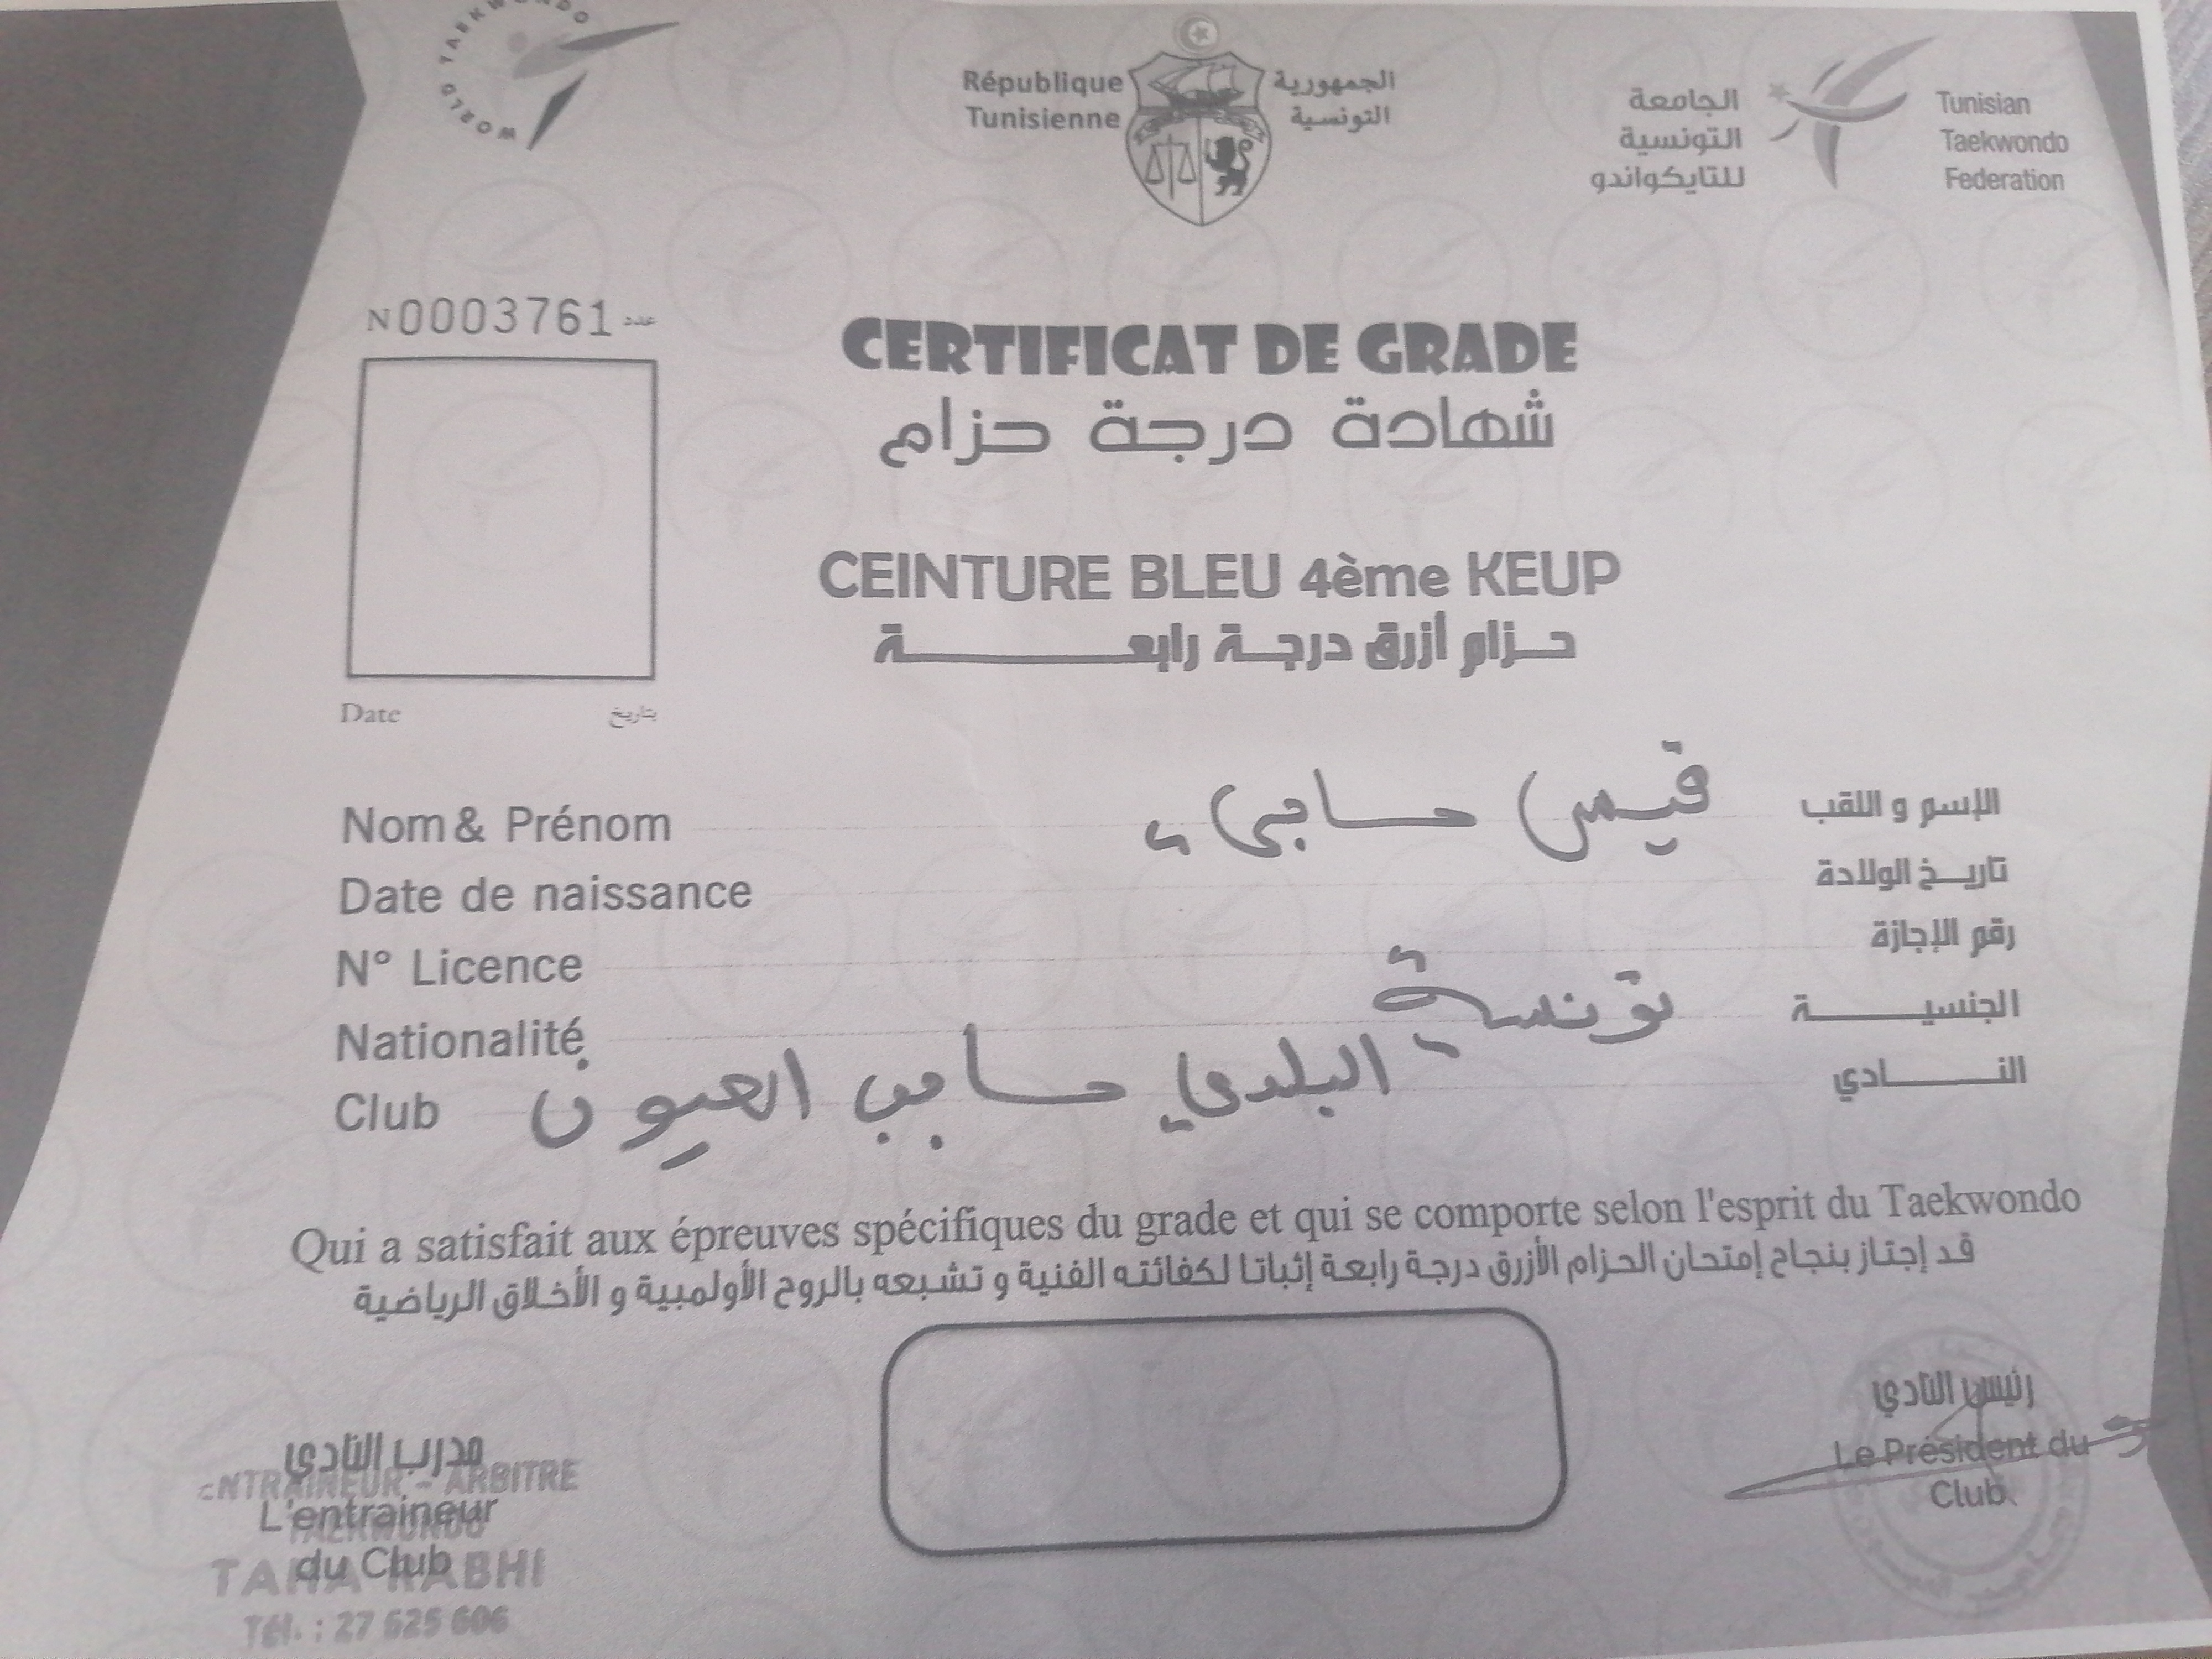 WORLD TAEKWONDO
République Tunisienne
الجمهورية التونسية
الجامعة التونسية للتايكواندو
Tunisian Taekwondo Federation
N 0003761 عدد
CERTIFICAT DE GRADE
شهادة درجة حزام
CEINTURE BLEU 4ème KEUP
حزام أزرق درجة رابعة
Date بتاريخ
Nom & Prénom قيس حاجي الإسم و اللقب
Date de naissance تاريخ الولادة
N° Licence رقم الإجازة
Nationalité تونسية الجنسية
Club البلدي حاجب العيون النادي
Qui a satisfait aux épreuves spécifiques du grade et qui se comporte selon l'esprit du Taekwondo
قد إجتاز بنجاح إمتحان الحزام الأزرق درجة رابعة إثباتا لكفائته الفنية و تشبعه بالروح الأولمبية و الأخلاق الرياضية
مدرب النادي
L'entraineur du Club
ENTRAINEUR - ARBITRE
TAEKWONDO
TAHA RABHI
Tél. : 27 625 606
رئيس النادي
Le Président du Club